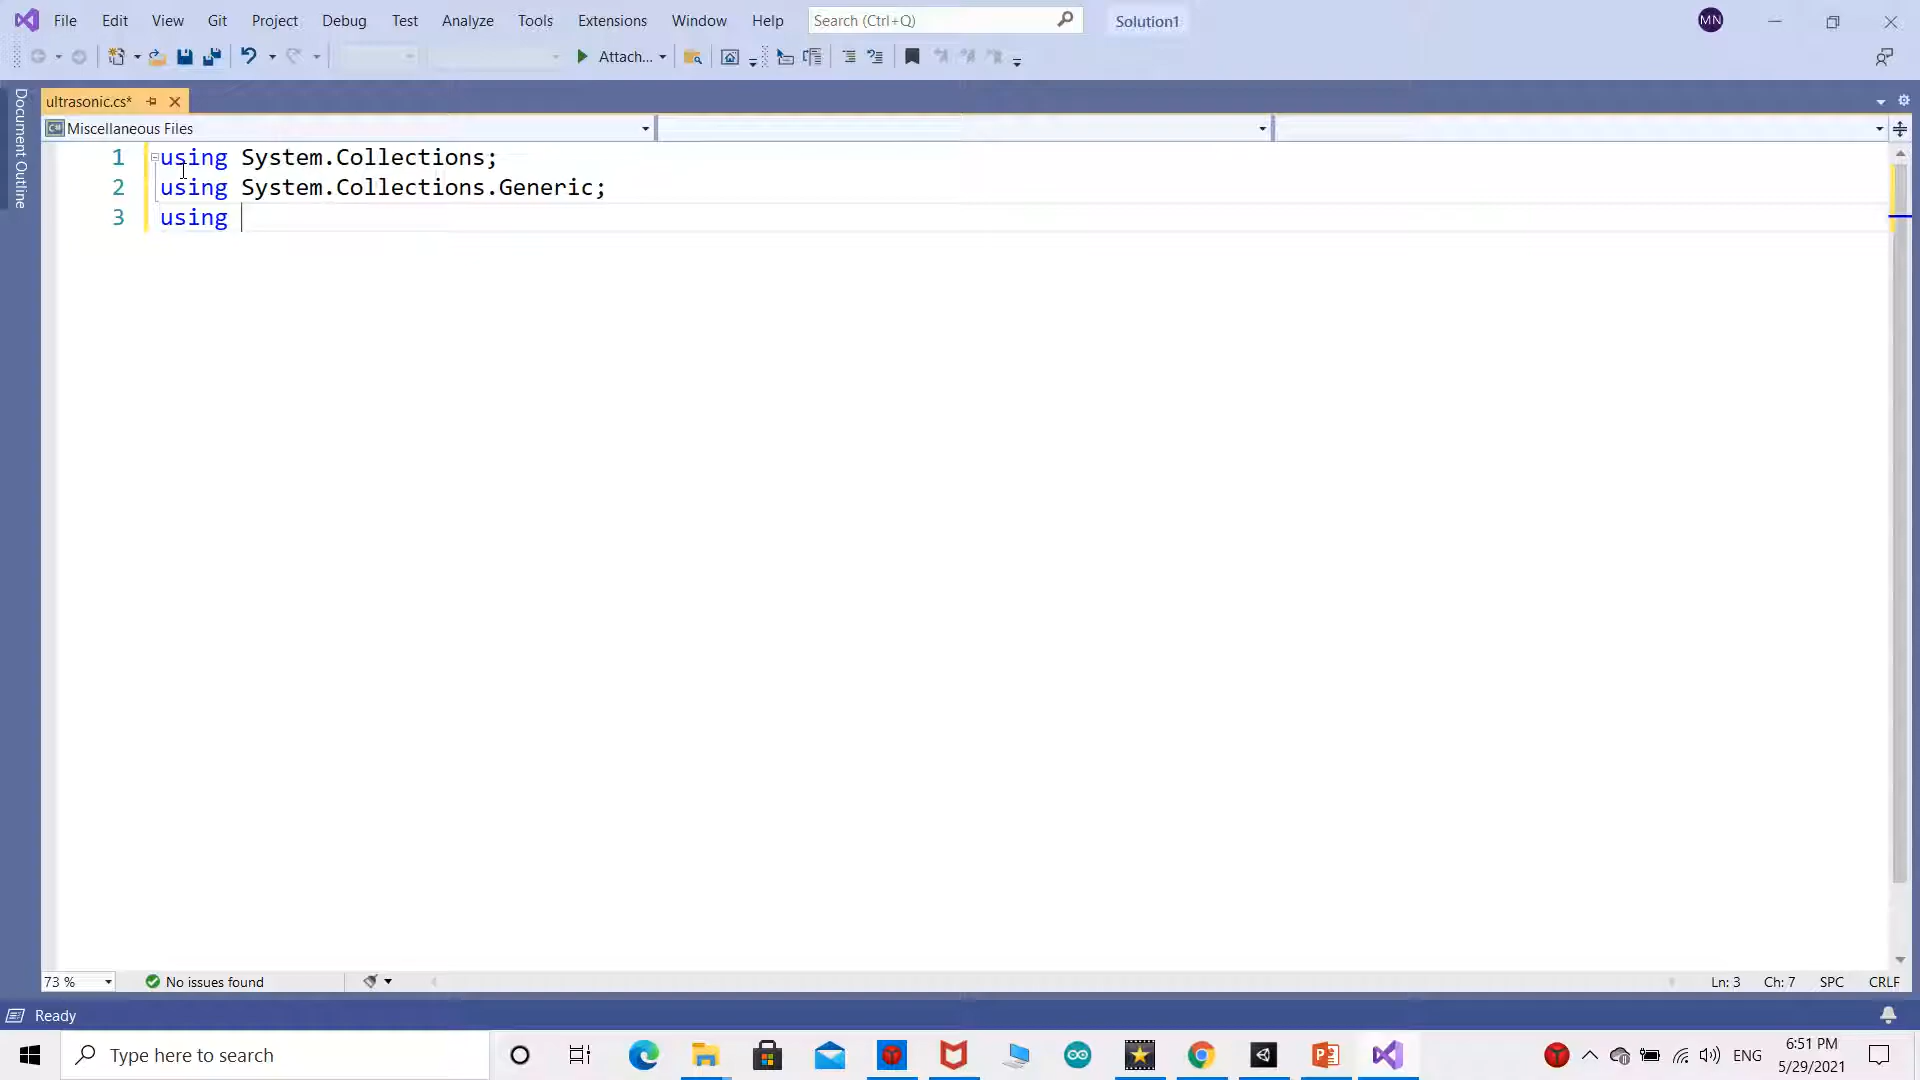 File Edit View Git Project Debug Test Analyze Tools Extensions Window Help Search (Ctrl+Q) Solution1 MN
Attach...
Document Outline
ultrasonic.cs*
C# Miscellaneous Files
1 using System.Collections;
2 using System.Collections.Generic;
3 using
73 % No issues found Ln: 3 Ch: 7 SPC CRLF
Ready
Type here to search ENG 6:51 PM
5/29/2021